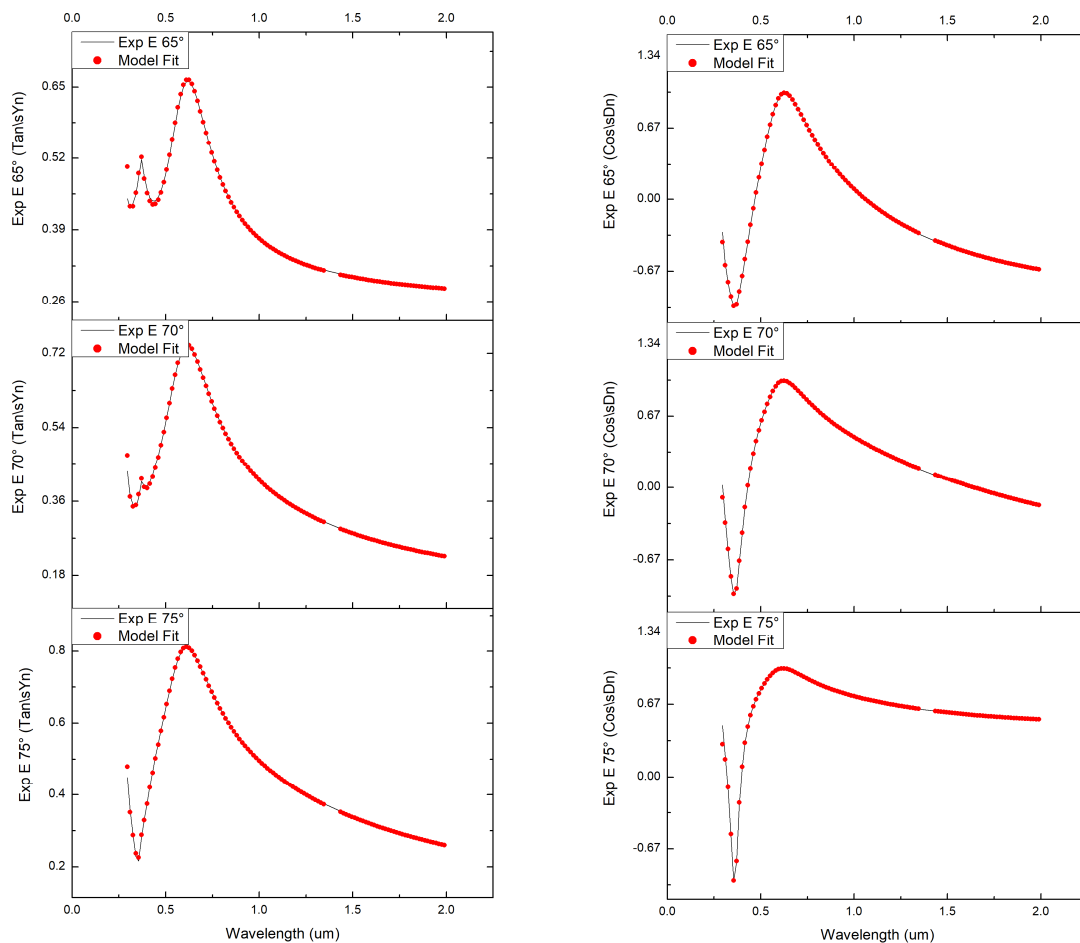 0.0 0.5 1.0 1.5 2.0
Exp E 65°
Model Fit
0.65
0.52
0.39
0.26
Exp E 65° (Tan\sYn)
Exp E 70°
Model Fit
0.72
0.54
0.36
0.18
Exp E 70° (Tan\sYn)
Exp E 75°
Model Fit
0.8
0.6
0.4
0.2
Exp E 75° (Tan\sYn)
0.0 0.5 1.0 1.5 2.0
Wavelength (um)
0.0 0.5 1.0 1.5 2.0
Exp E 65°
Model Fit
1.34
0.67
0.00
-0.67
Exp E 65° (Cos\sDn)
Exp E 70°
Model Fit
1.34
0.67
0.00
-0.67
Exp E 70° (Cos\sDn)
Exp E 75°
Model Fit
1.34
0.67
0.00
-0.67
Exp E 75° (Cos\sDn)
0.0 0.5 1.0 1.5 2.0
Wavelength (um)